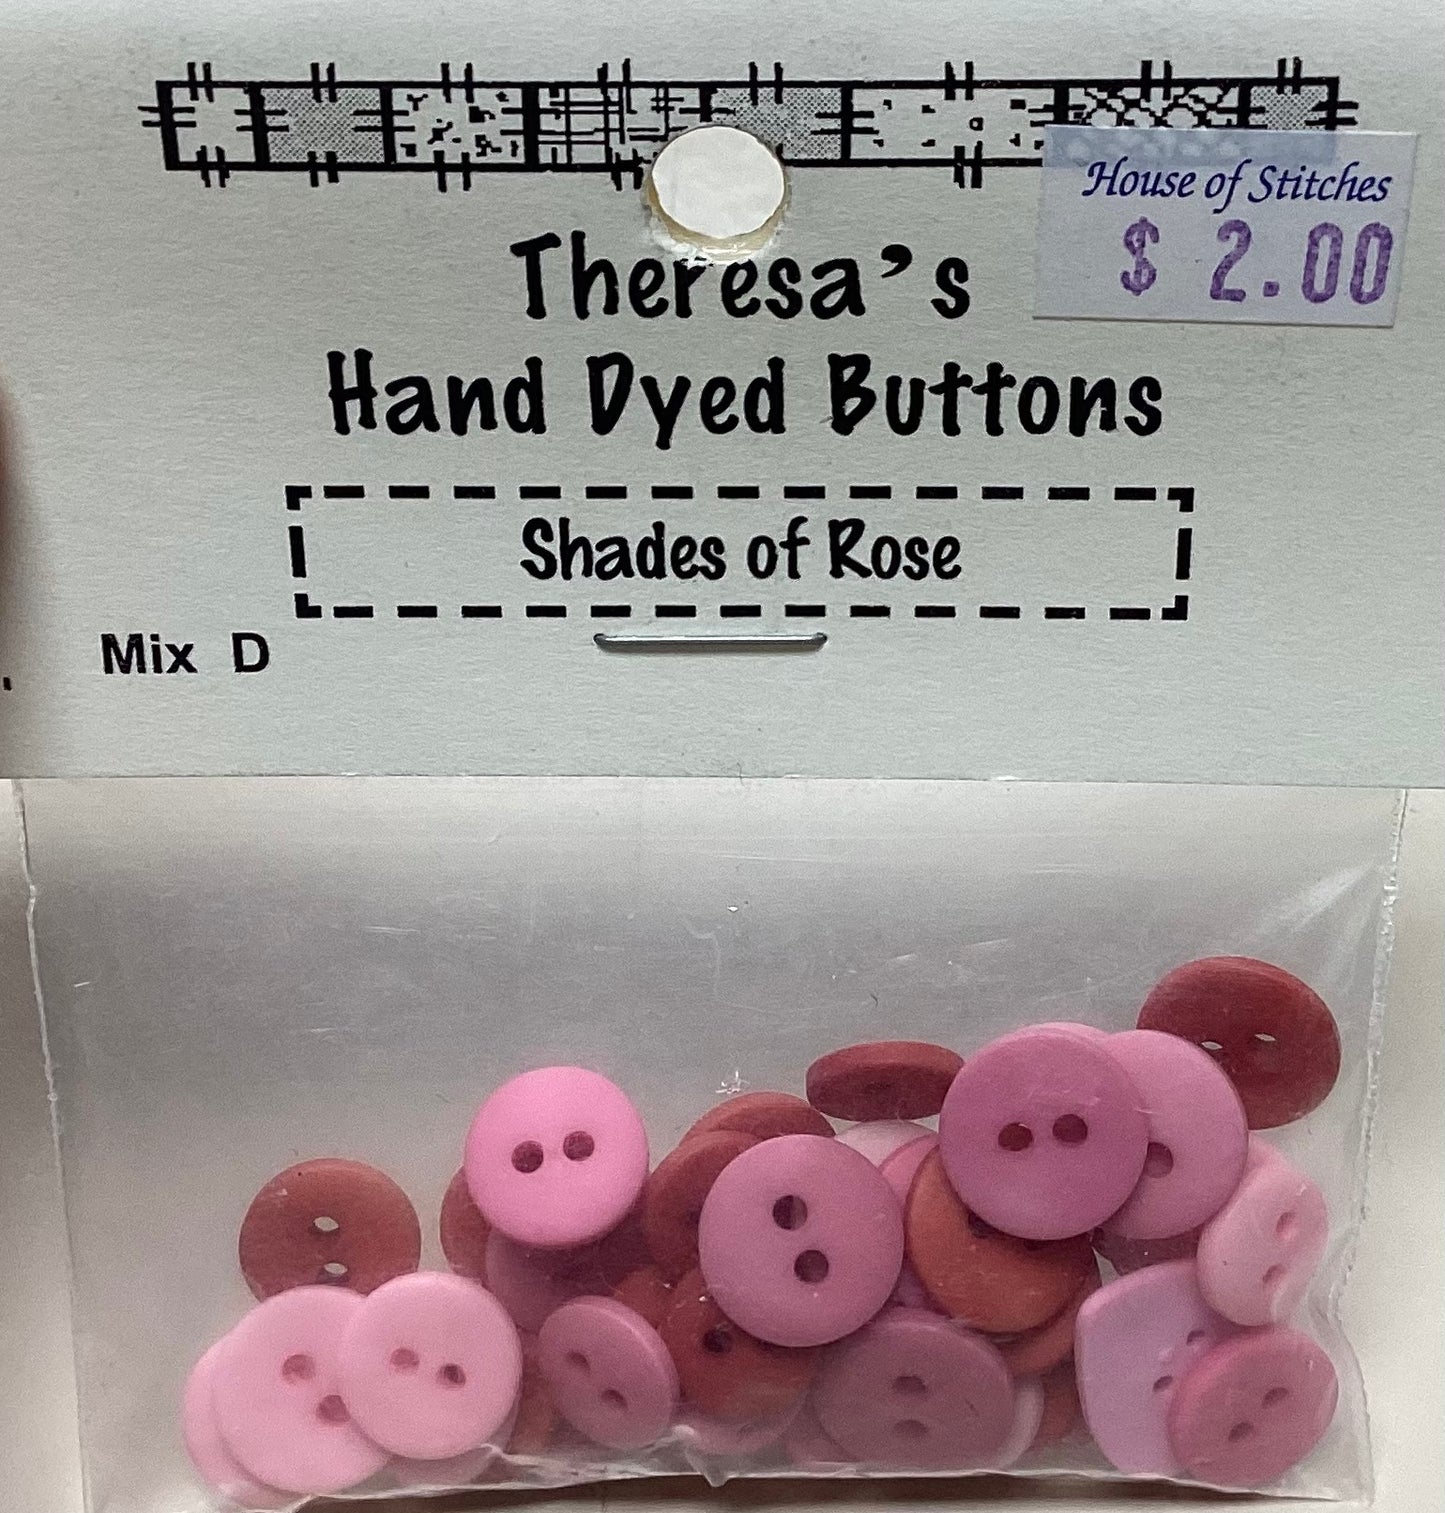 House of Stitches
$ 2.00
Theresa's
Hand Dyed Buttons
Shades of Rose
Mix D